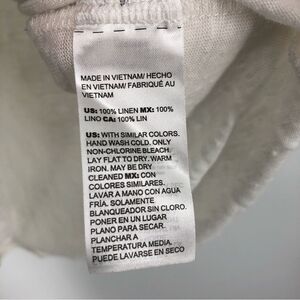 MADE IN VIETNAM/ HECHO
EN VIETNAM/ FABRIQUÉ AU
VIETNAM
US: 100% LINEN MX: 100%
LINO CA: 100% LIN
US: WITH SIMILAR COLORS.
HAND WASH COLD. ONLY
NON-CHLORINE BLEACH.
LAY FLAT TO DRY. WARM
IRON. MAY BE DRY
CLEANED MX: CON
COLORES SIMILARES.
LAVAR A MANO CON AGUA
FRÍA. SOLAMENTE
BLANQUEADOR SIN CLORO.
PONER EN UN LUGAR
PLANO PARA SECAR.
PLANCHAR A
TEMPERATURA MEDIA.
PUEDE LAVARSE EN SECO